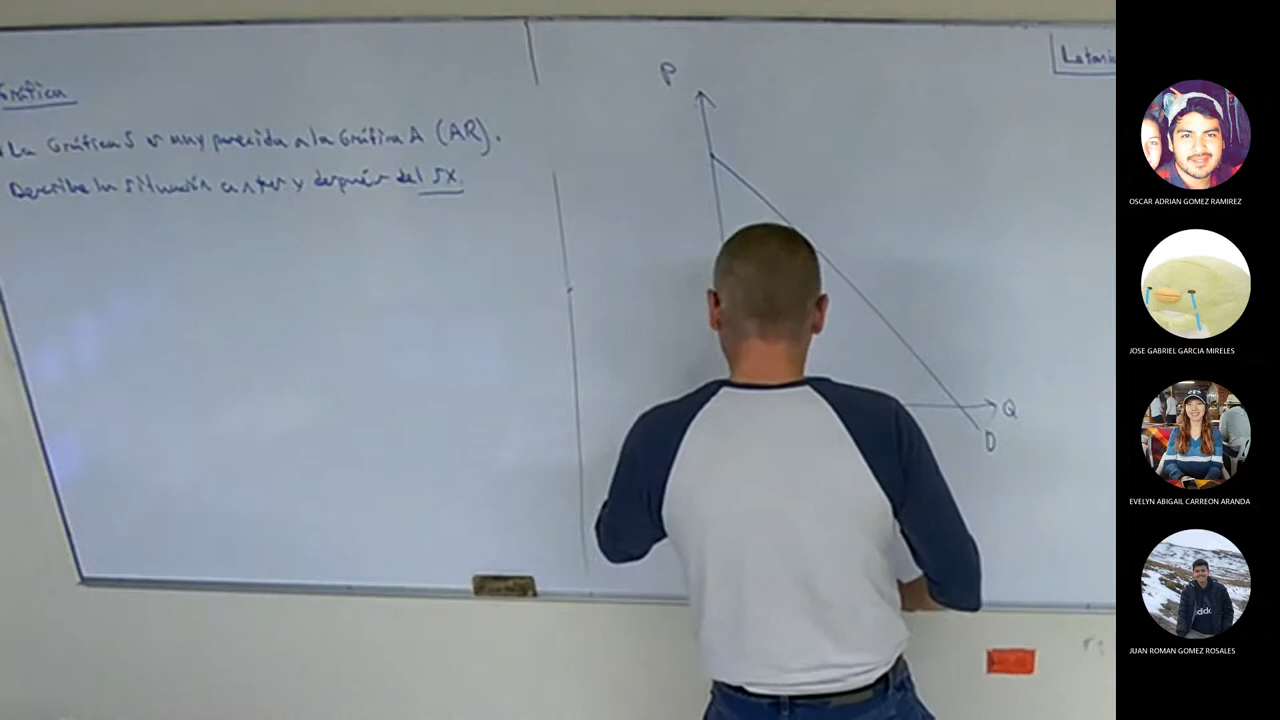 Gráfica
La Gráfica S es muy parecida a la Gráfica A (AR).
Describe la situación antes y después del SX
P
Q
D
OSCAR ADRIAN GOMEZ RAMIREZ
JOSE GABRIEL GARCIA MIRELES
EVELYN ABIGAIL CARREON ARANDA
JUAN ROMAN GOMEZ ROSALES